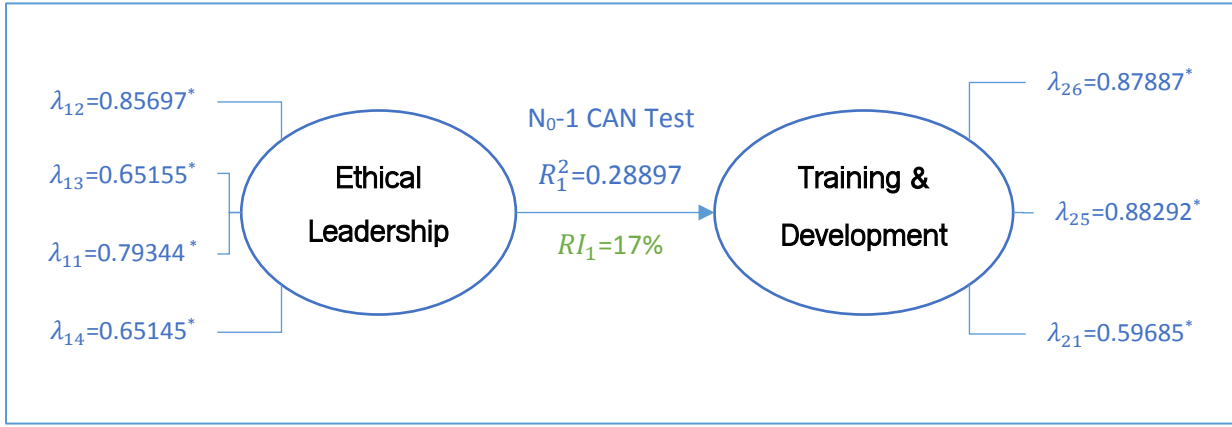 λ₁₂=0.85697*
λ₁₃=0.65155*
λ₁₁=0.79344*
λ₁₄=0.65145*
Ethical
Leadership
N₀-1 CAN Test
R₁²=0.28897
RI₁=17%
Training &
Development
λ₂₆=0.87887*
λ₂₅=0.88292*
λ₂₁=0.59685*